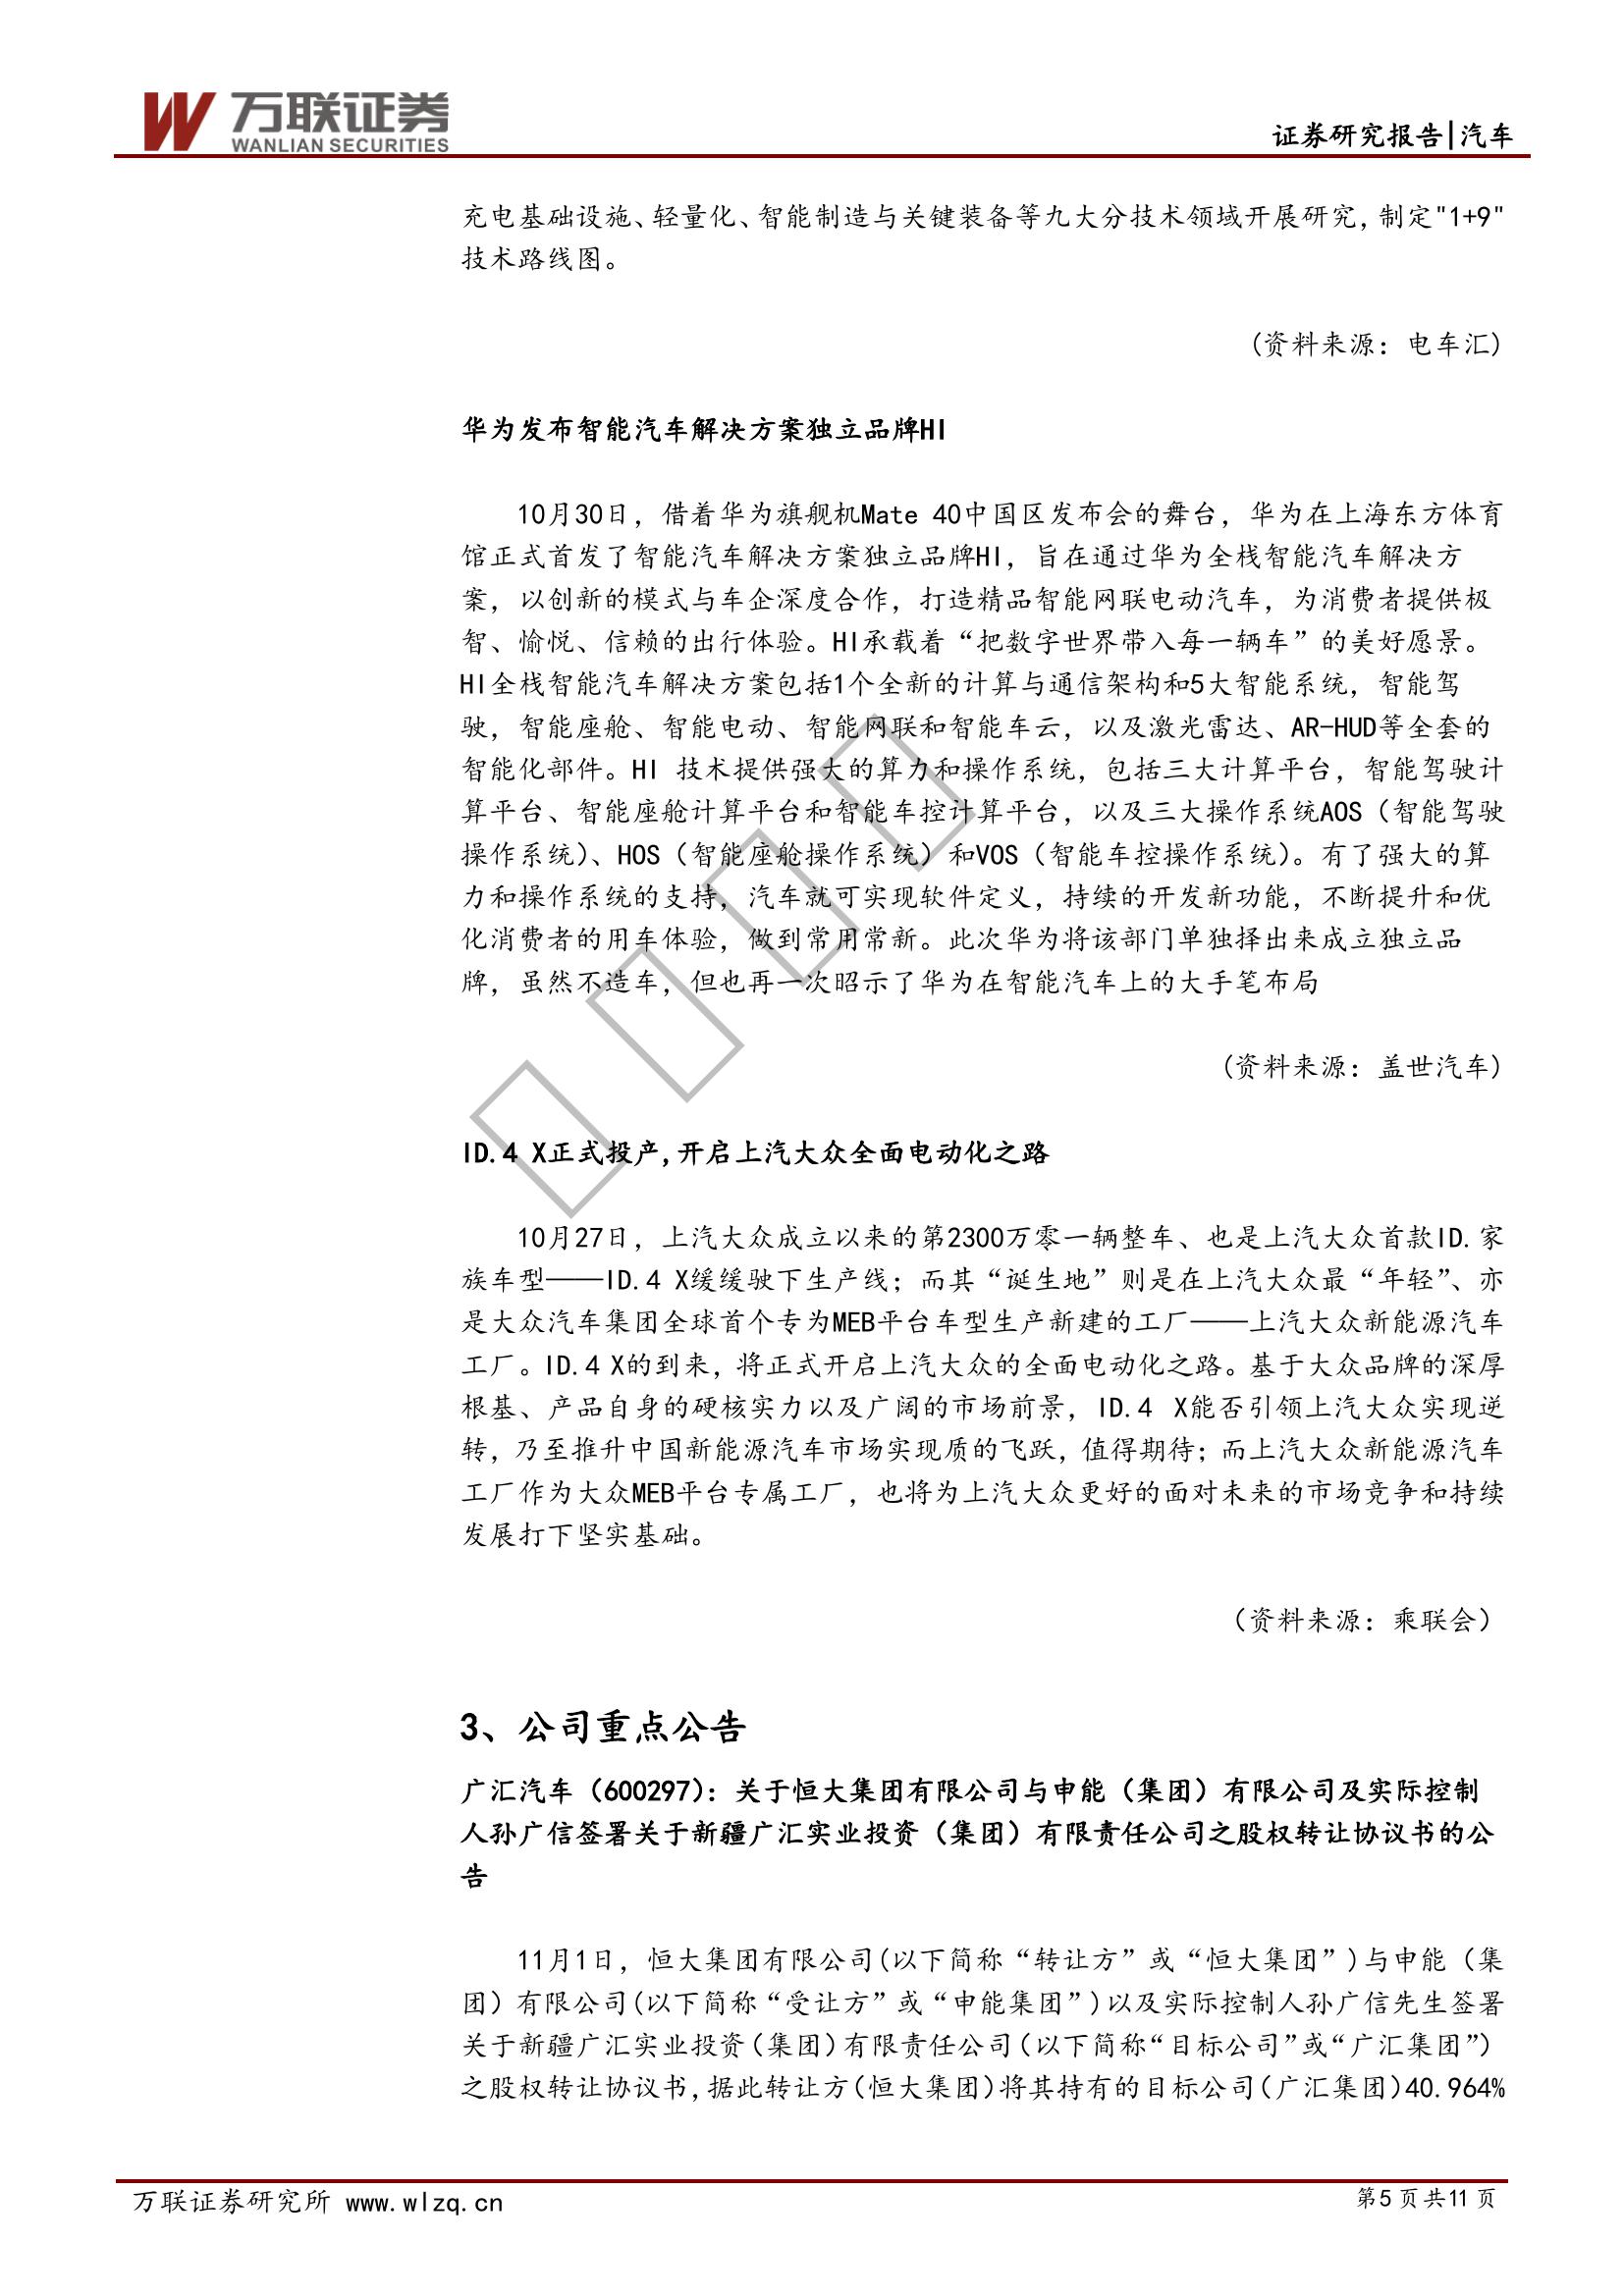 万联证券
WANLIAN SECURITIES
证券研究报告|汽车
充电基础设施、轻量化、智能制造与关键装备等九大分技术领域开展研究，制定"1+9"
技术路线图。
（资料来源：电车汇）
华为发布智能汽车解决方案独立品牌HI
10月30日，借着华为旗舰机Mate 40中国区发布会的舞台，华为在上海东方体育
馆正式首发了智能汽车解决方案独立品牌HI，旨在通过华为全栈智能汽车解决方
案，以创新的模式与车企深度合作，打造精品智能网联电动汽车，为消费者提供极
智、愉悦、信赖的出行体验。HI承载着“把数字世界带入每一辆车”的美好愿景。
HI全栈智能汽车解决方案包括1个全新的计算与通信架构和5大智能系统，智能驾
驶，智能座舱、智能电动、智能网联和智能车云，以及激光雷达、AR-HUD等全套的
智能化部件。HI 技术提供强大的算力和操作系统，包括三大计算平台，智能驾驶计
算平台、智能座舱计算平台和智能车控计算平台，以及三大操作系统AOS（智能驾驶
操作系统）、HOS（智能座舱操作系统）和VOS（智能车控操作系统）。有了强大的算
力和操作系统的支持，汽车就可实现软件定义，持续的开发新功能，不断提升和优
化消费者的用车体验，做到常用常新。此次华为将该部门单独择出来成立独立品
牌，虽然不造车，但也再一次昭示了华为在智能汽车上的大手笔布局
（资料来源：盖世汽车）
ID.4 X正式投产,开启上汽大众全面电动化之路
10月27日，上汽大众成立以来的第2300万零一辆整车、也是上汽大众首款ID.家
族车型——ID.4 X缓缓驶下生产线；而其“诞生地”则是在上汽大众最“年轻”、亦
是大众汽车集团全球首个专为MEB平台车型生产新建的工厂——上汽大众新能源汽车
工厂。ID.4 X的到来，将正式开启上汽大众的全面电动化之路。基于大众品牌的深厚
根基、产品自身的硬核实力以及广阔的市场前景，ID.4 X能否引领上汽大众实现逆
转，乃至推升中国新能源汽车市场实现质的飞跃，值得期待；而上汽大众新能源汽车
工厂作为大众MEB平台专属工厂，也将为上汽大众更好的面对未来的市场竞争和持续
发展打下坚实基础。
（资料来源：乘联会）
3、公司重点公告
广汇汽车（600297）：关于恒大集团有限公司与申能（集团）有限公司及实际控制
人孙广信签署关于新疆广汇实业投资（集团）有限责任公司之股权转让协议书的公
告
11月1日，恒大集团有限公司(以下简称“转让方”或“恒大集团”)与申能（集
团）有限公司(以下简称“受让方”或“申能集团”)以及实际控制人孙广信先生签署
关于新疆广汇实业投资(集团)有限责任公司(以下简称“目标公司”或“广汇集团”)
之股权转让协议书,据此转让方(恒大集团)将其持有的目标公司(广汇集团)40.964%
万联证券研究所 www.wlzq.cn
第5页共11页